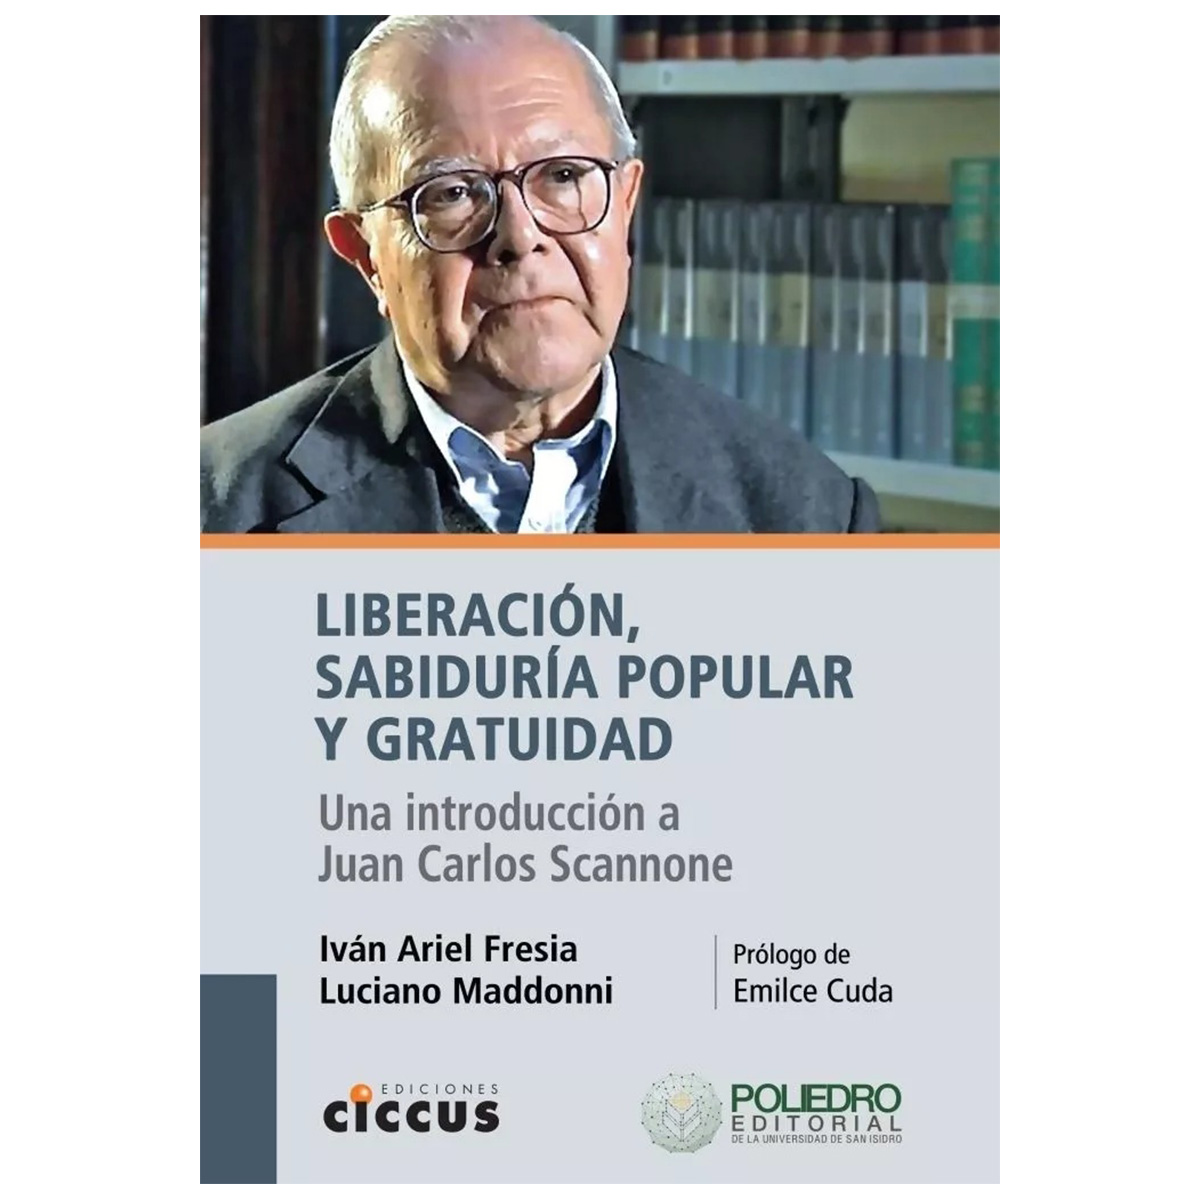 LIBERACIÓN,
SABIDURÍA POPULAR
Y GRATUIDAD
Una introducción a
Juan Carlos Scannone
Iván Ariel Fresia
Luciano Maddonni
Prólogo de
Emilce Cuda
EDICIONES
ciccus
POLIEDRO
EDITORIAL
DE LA UNIVERSIDAD DE SAN ISIDRO